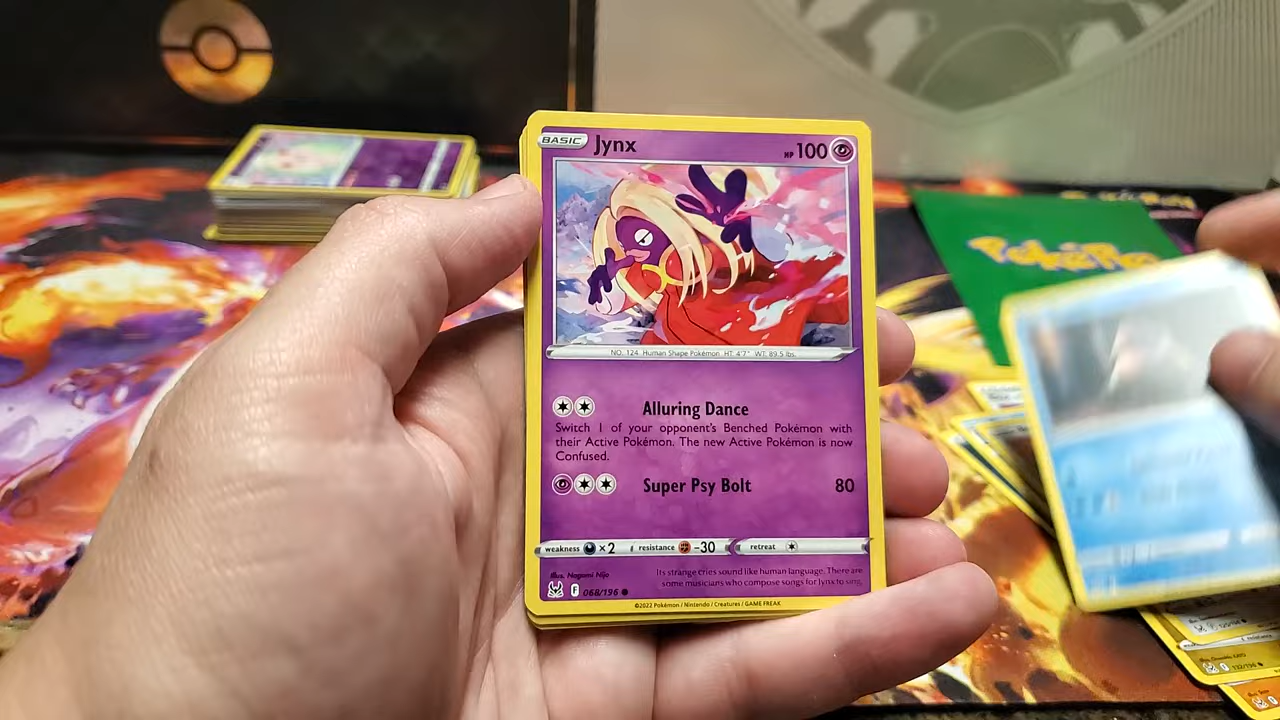 BASIC Jynx HP 100
NO. 124 Human Shape Pokémon HT: 4'7" WT: 89.5 lbs.
Alluring Dance
Switch 1 of your opponent's Benched Pokémon with
their Active Pokémon. The new Active Pokémon is now
Confused.
Super Psy Bolt 80
weakness ×2 resistance -30 retreat
Illus. Nagomi Nijo
Its strange cries sound like human language. There are
some musicians who compose songs for Jynx to sing.
F 068/196
©2022 Pokémon / Nintendo / Creatures / GAME FREAK
132/196